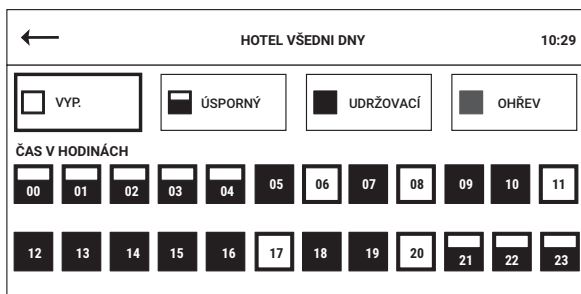 HOTEL VŠEDNI DNY 10:29
VYP. ÚSPORNÝ UDRŽOVACÍ OHŘEV
ČAS V HODINÁCH
00 01 02 03 04 05 06 07 08 09 10 11
12 13 14 15 16 17 18 19 20 21 22 23